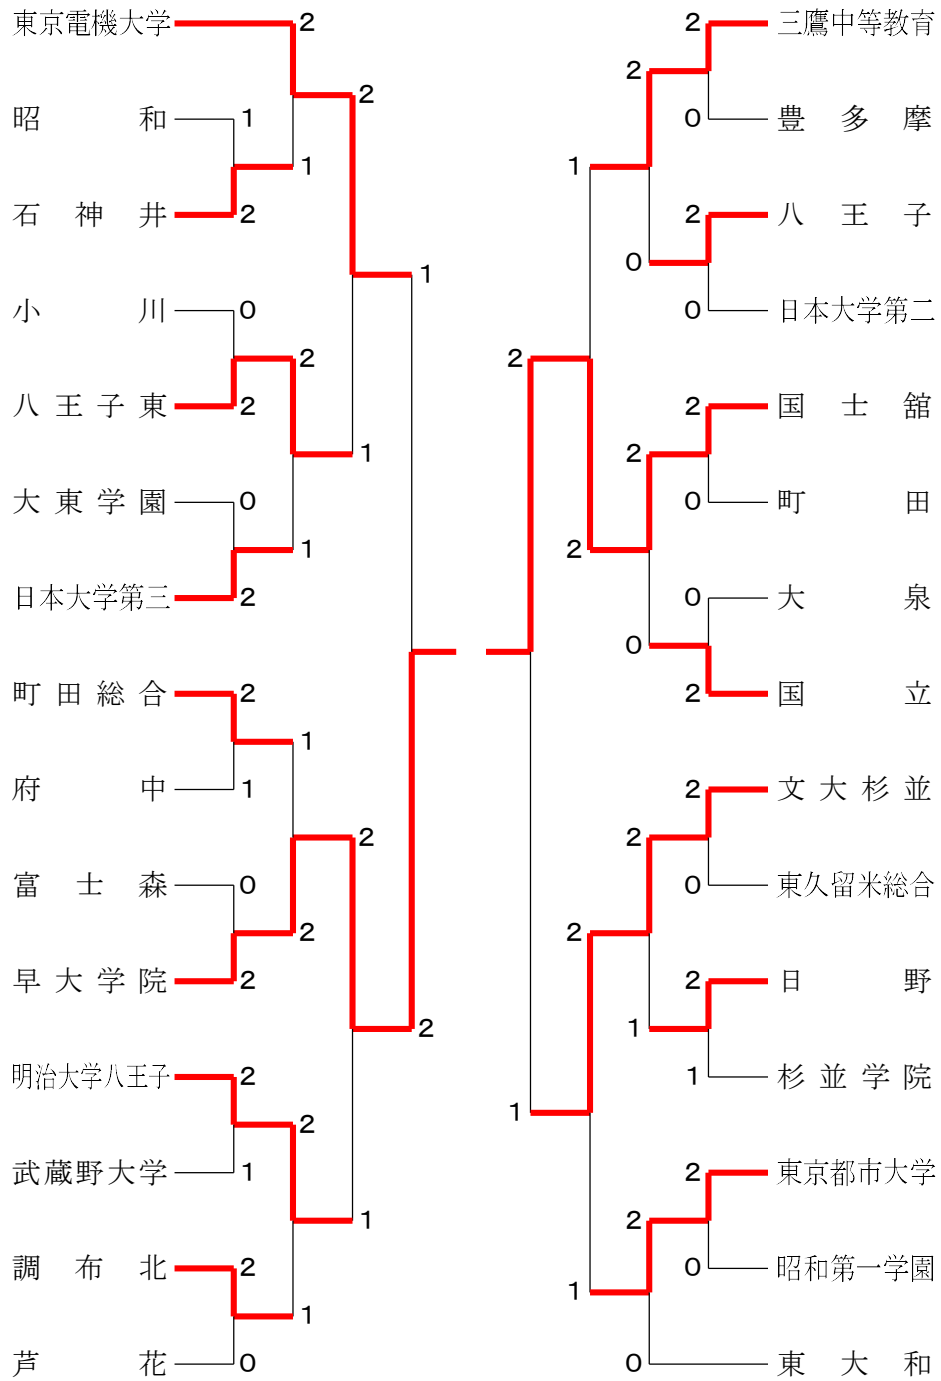 東京電機大学 2 2 三鷹中等教育
2 2
昭和 1 0 豊多摩
1 1
石神井 2 2 八王子
0 1
小川 0 0 日本大学第二
2 2
八王子東 2 2 国士舘
1 2
大東学園 0 0 町田
1 2
日本大学第三 2 0 大泉
0
町田総合 2 2 国立
1
府中 1 2 文大杉並
2 2
富士森 0 0 東久留米総合
2 2
早大学院 2 2 日野
2 1
明治大学八王子 2 1 杉並学院
2 1
武蔵野大学 1 2 東京都市大学
1 2
調布北 2 0 昭和第一学園
1 1
芦花 0 0 東大和